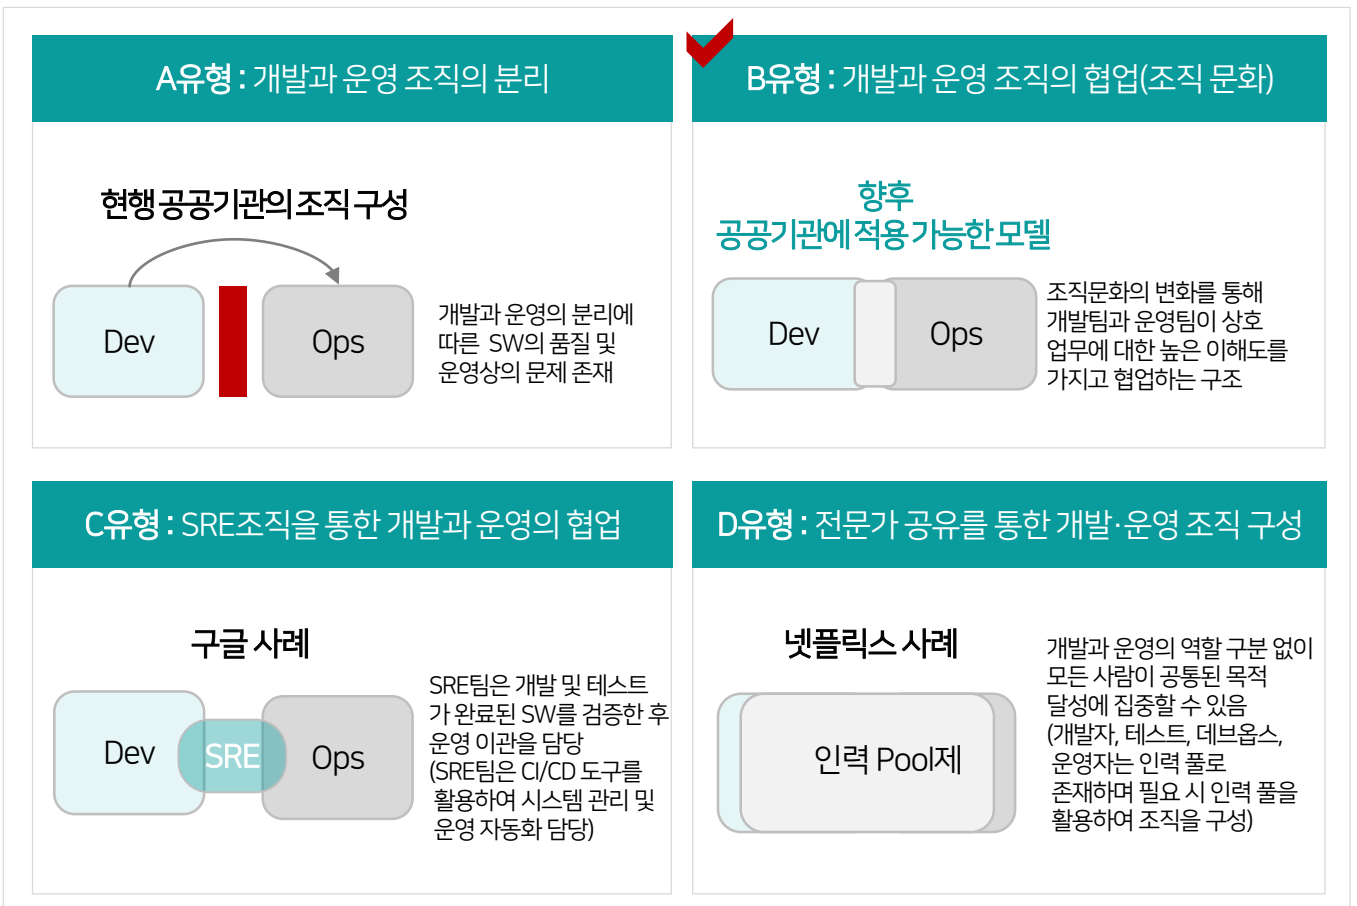 A유형 : 개발과 운영 조직의 분리
현행 공공기관의 조직 구성
Dev
Ops
개발과 운영의 분리에
따른 SW의 품질 및
운영상의 문제 존재
B유형 : 개발과 운영 조직의 협업(조직 문화)
향후
공공기관에 적용 가능한 모델
Dev
Ops
조직문화의 변화를 통해
개발팀과 운영팀이 상호
업무에 대한 높은 이해도를
가지고 협업하는 구조
C유형 : SRE조직을 통한 개발과 운영의 협업
구글 사례
Dev
SRE
Ops
SRE팀은 개발 및 테스트
가 완료된 SW를 검증한 후
운영 이관을 담당
(SRE팀은 CI/CD 도구를
활용하여 시스템 관리 및
운영 자동화 담당)
D유형 : 전문가 공유를 통한 개발·운영 조직 구성
넷플릭스 사례
인력 Pool제
개발과 운영의 역할 구분 없이
모든 사람이 공통된 목적
달성에 집중할 수 있음
(개발자, 테스트, 데브옵스,
운영자는 인력 풀로
존재하며 필요 시 인력 풀을
활용하여 조직을 구성)